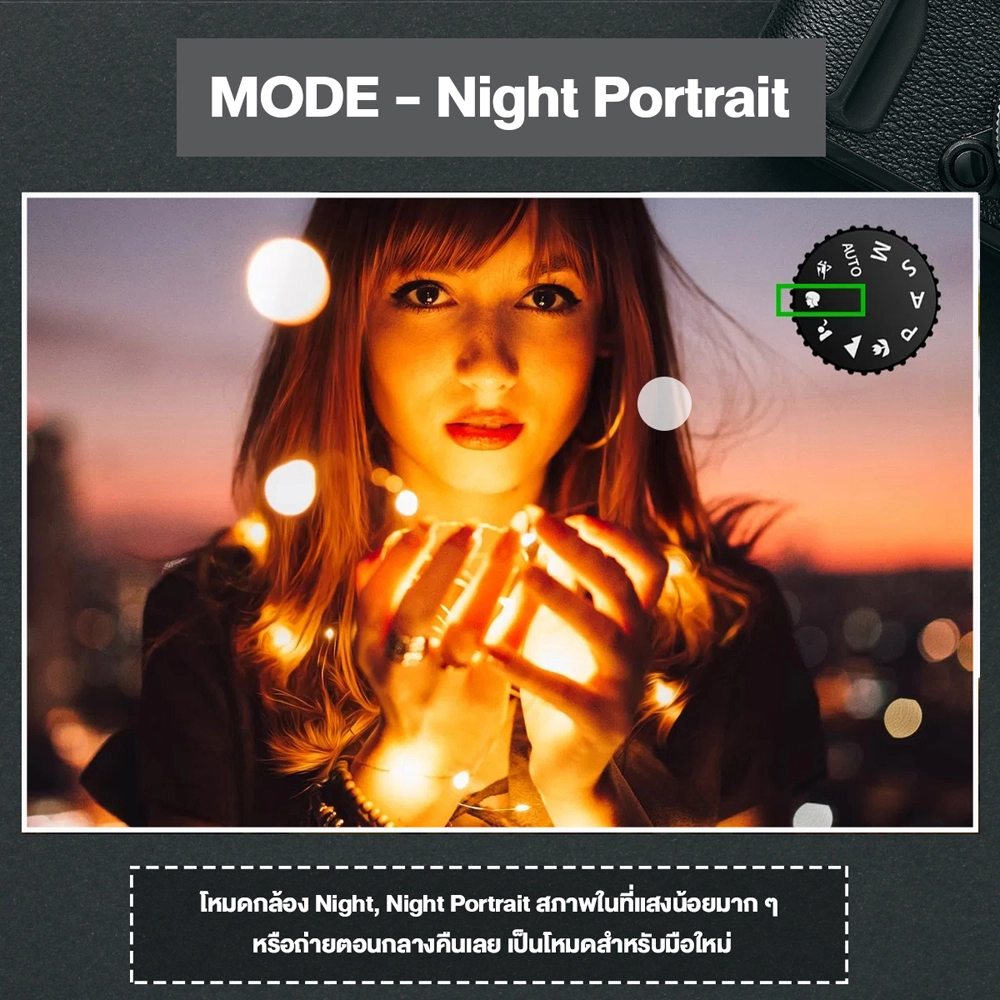 MODE - Night Portrait
AUTO
M
S
A
P
โหมดกล้อง Night, Night Portrait สภาพในที่แสงน้อยมาก ๆ
หรือถ่ายตอนกลางคืนเลย เป็นโหมดสำหรับมือใหม่